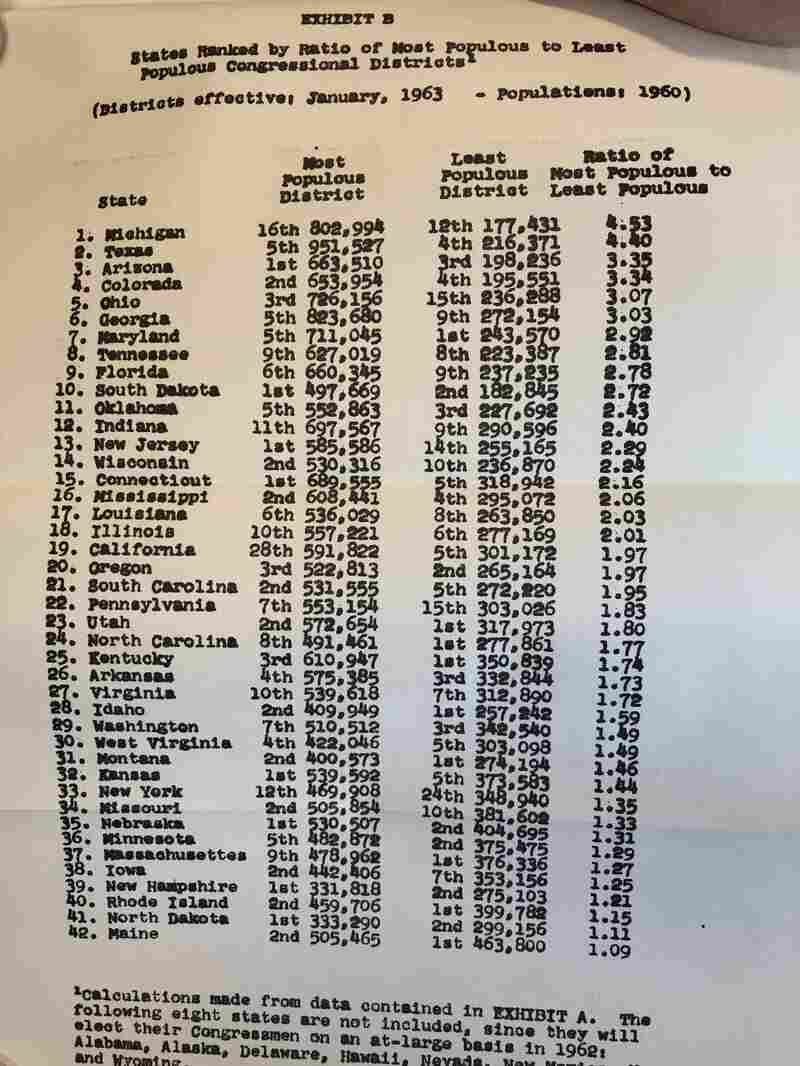 EXHIBIT B
States Ranked by Ratio of Most Populous to Least
Populous Congressional Districts¹
(Districts effective: January, 1963 - Populations: 1960)
Most Least Ratio of
Populous Populous Most Populous to
State District District Least Populous
1. Michigan 16th 802,994 12th 177,431 4.53
2. Texas 5th 951,527 4th 216,371 4.40
3. Arizona 1st 663,510 3rd 198,236 3.35
4. Colorado 2nd 653,954 4th 195,551 3.34
5. Ohio 3rd 726,156 15th 236,288 3.07
6. Georgia 5th 823,680 9th 272,154 3.03
7. Maryland 5th 711,045 1st 243,570 2.92
8. Tennessee 9th 627,019 8th 223,387 2.81
9. Florida 6th 660,345 9th 237,235 2.78
10. South Dakota 1st 497,669 2nd 182,845 2.72
11. Oklahoma 5th 552,863 3rd 227,692 2.43
12. Indiana 11th 697,567 9th 290,596 2.40
13. New Jersey 1st 585,586 14th 255,165 2.29
14. Wisconsin 2nd 530,316 10th 236,870 2.24
15. Connecticut 1st 689,555 5th 318,942 2.16
16. Mississippi 2nd 608,441 4th 295,072 2.06
17. Louisiana 6th 536,029 8th 263,850 2.03
18. Illinois 10th 557,221 6th 277,169 2.01
19. California 28th 591,822 5th 301,172 1.97
20. Oregon 3rd 522,813 2nd 265,164 1.97
21. South Carolina 2nd 531,555 5th 272,220 1.95
22. Pennsylvania 7th 553,154 15th 303,026 1.83
23. Utah 2nd 572,654 1st 317,973 1.80
24. North Carolina 8th 491,461 1st 277,861 1.77
25. Kentucky 3rd 610,947 1st 350,839 1.74
26. Arkansas 4th 575,385 3rd 332,844 1.73
27. Virginia 10th 539,618 7th 312,890 1.72
28. Idaho 2nd 409,949 1st 257,242 1.59
29. Washington 7th 510,512 3rd 342,540 1.49
30. West Virginia 4th 422,046 5th 303,098 1.49
31. Montana 2nd 400,573 1st 274,194 1.46
32. Kansas 1st 539,592 5th 373,583 1.44
33. New York 12th 469,908 24th 348,940 1.35
34. Missouri 2nd 505,854 10th 381,602 1.33
35. Nebraska 1st 530,507 2nd 404,695 1.31
36. Minnesota 5th 482,872 2nd 375,475 1.29
37. Massachusettes 9th 478,962 1st 376,336 1.27
38. Iowa 2nd 442,406 7th 353,156 1.25
39. New Hampshire 1st 331,818 2nd 275,103 1.21
40. Rhode Island 2nd 459,706 1st 399,782 1.15
41. North Dakota 1st 333,290 2nd 299,156 1.11
42. Maine 2nd 505,465 1st 463,800 1.09
¹Calculations made from data contained in EXHIBIT A. The
following eight states are not included, since they will
elect their Congressmen on an at-large basis in 1962:
Alabama, Alaska, Delaware, Hawaii, Nevada, New
and Wyoming.